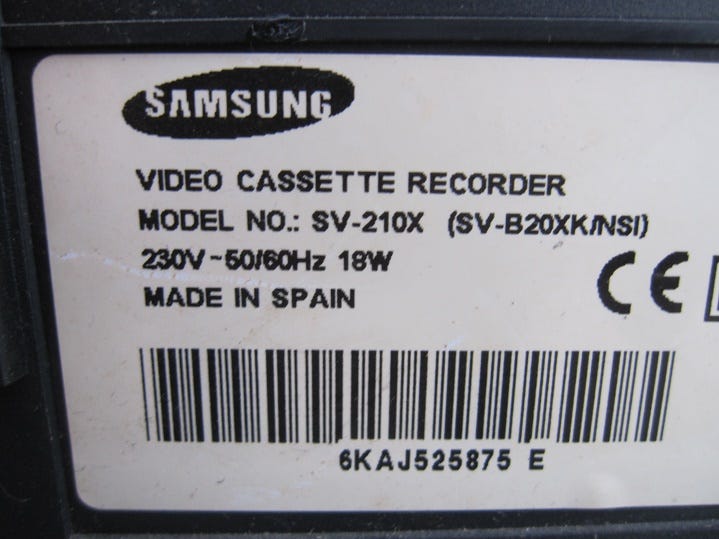 SAMSUNG
VIDEO CASSETTE RECORDER
MODEL NO.: SV-210X (SV-B20XK/NSI)
230V ~ 50/60Hz 18W
MADE IN SPAIN
CE
6KAJ525875 E